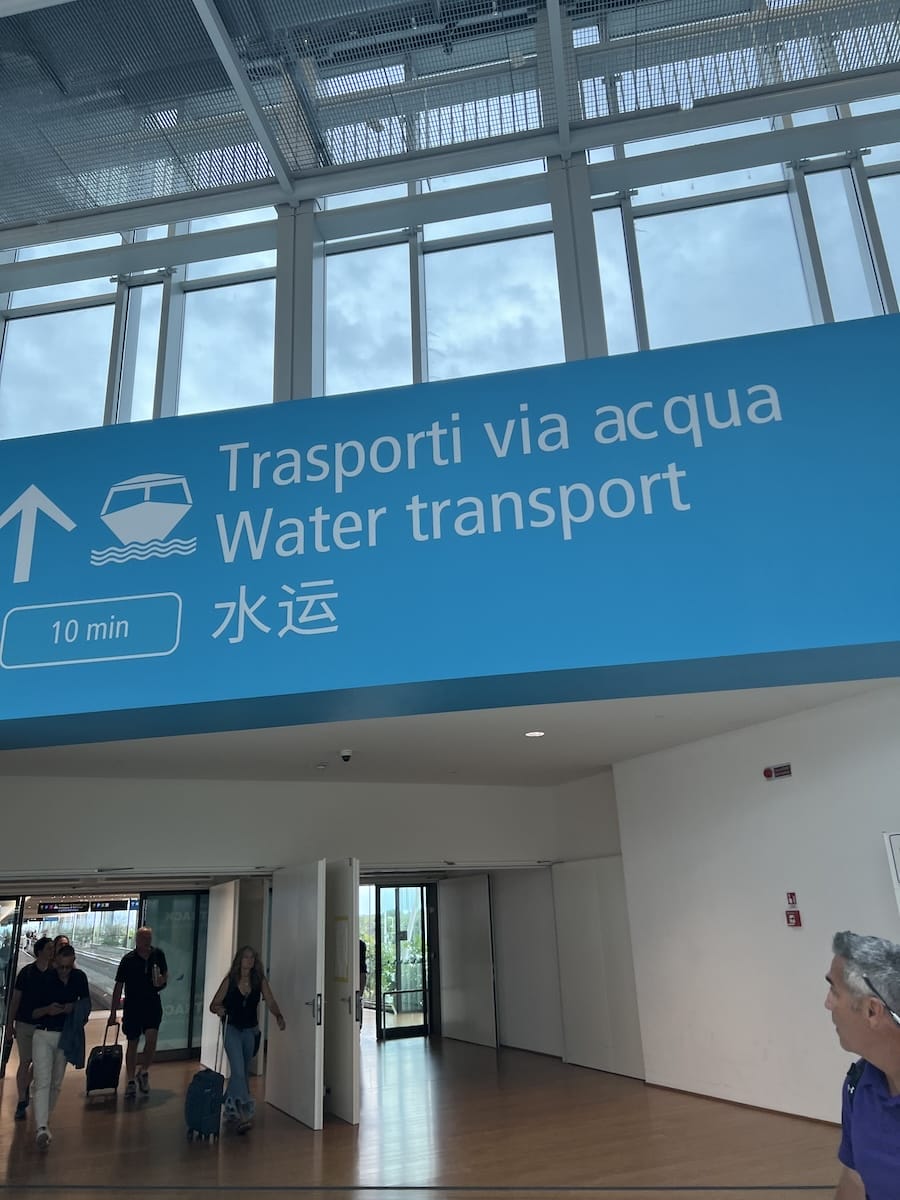 Trasporti via acqua
Water transport
水运
10 min